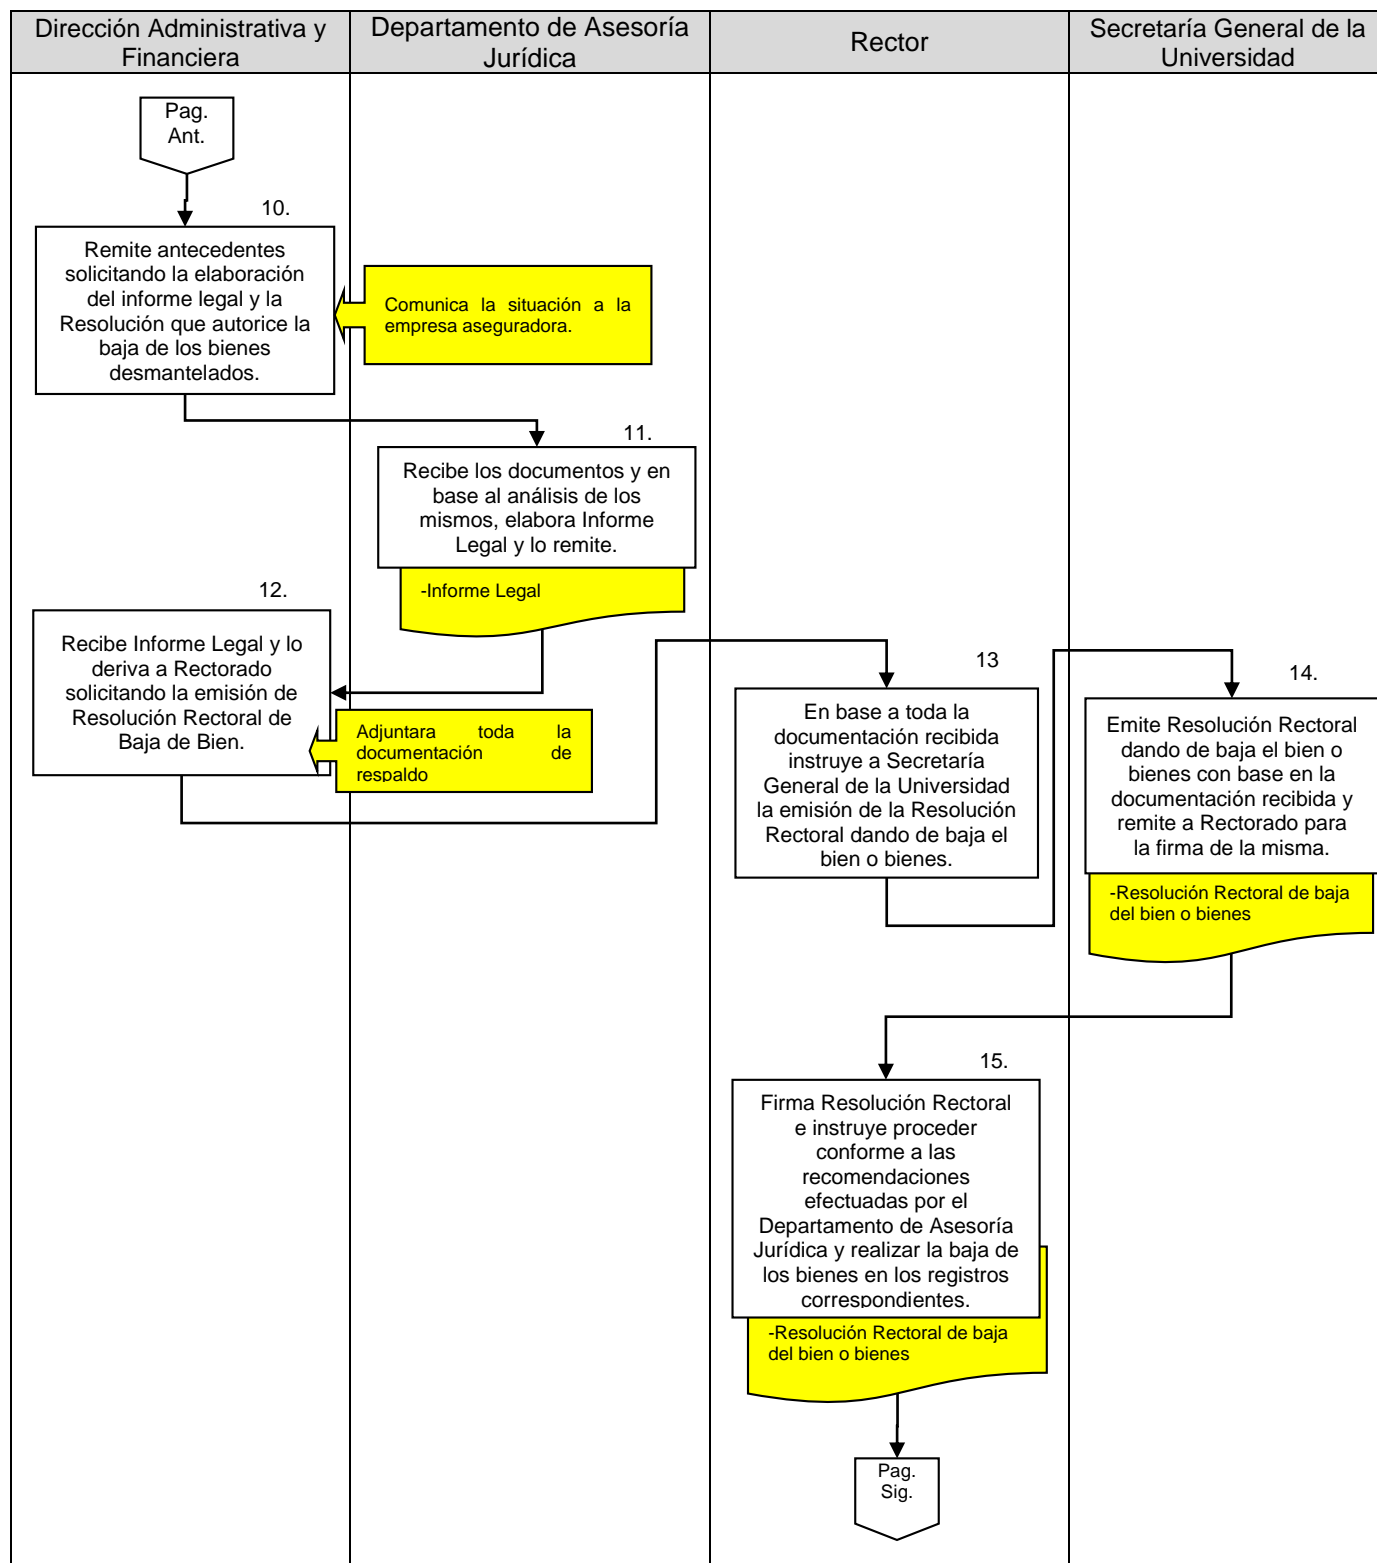 Dirección Administrativa y
Financiera
Departamento de Asesoría
Jurídica
Rector
Secretaría General de la
Universidad
Pag.
Ant.
10.
Remite antecedentes
solicitando la elaboración
del informe legal y la
Resolución que autorice la
baja de los bienes
desmantelados.
Comunica la situación a la
empresa aseguradora.
11.
Recibe los documentos y en
base al análisis de los
mismos, elabora Informe
Legal y lo remite.
-Informe Legal
12.
Recibe Informe Legal y lo
deriva a Rectorado
solicitando la emisión de
Resolución Rectoral de
Baja de Bien.
Adjuntara toda la
documentación de
respaldo
13
En base a toda la
documentación recibida
instruye a Secretaría
General de la Universidad
la emisión de la Resolución
Rectoral dando de baja el
bien o bienes.
14.
Emite Resolución Rectoral
dando de baja el bien o
bienes con base en la
documentación recibida y
remite a Rectorado para
la firma de la misma.
-Resolución Rectoral de baja
del bien o bienes
15.
Firma Resolución Rectoral
e instruye proceder
conforme a las
recomendaciones
efectuadas por el
Departamento de Asesoría
Jurídica y realizar la baja de
los bienes en los registros
correspondientes.
-Resolución Rectoral de baja
del bien o bienes
Pag.
Sig.